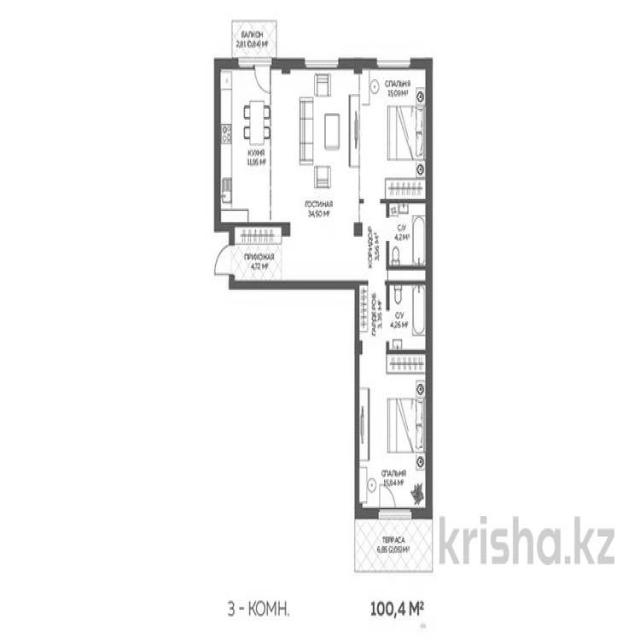 БАЛКОН
2,81 (0,84) М²
СПАЛЬНЯ
15,09 М²
КУХНЯ
11,95 М²
ГОСТИНАЯ
34,50 М²
КОРИДОР
3,56 М²
С/У
4,2 М²
ПРИХОЖАЯ
4,72 М²
ГАРДЕРОБ
3,35 М²
С/У
4,26 М²
СПАЛЬНЯ
15,84 М²
ТЕРРАСА
6,85 (2,05) М²
krisha.kz
3 - КОМН.
100,4 М²